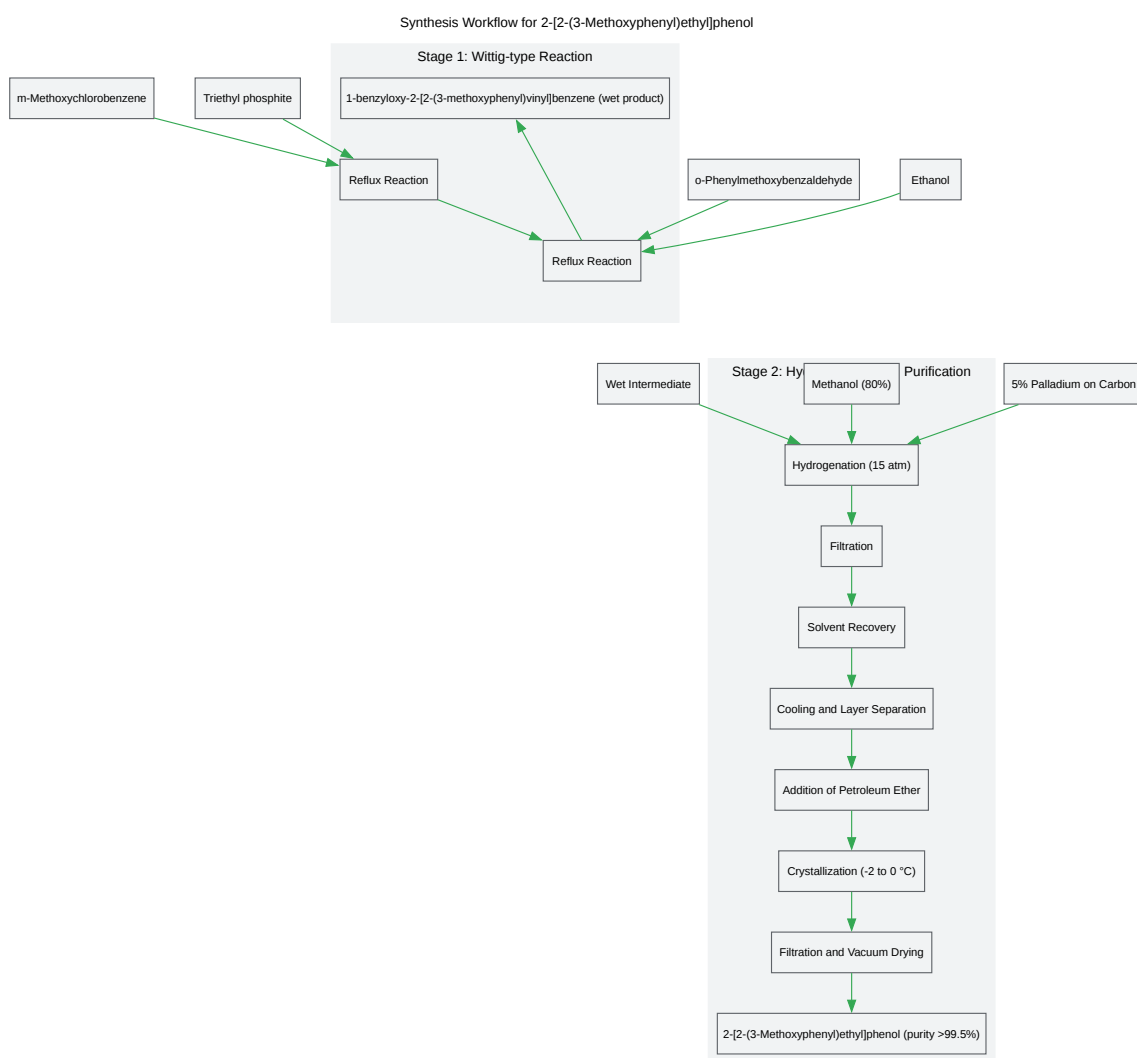 Synthesis Workflow for 2-[2-(3-Methoxyphenyl)ethyl]phenol
Stage 1: Wittig-type Reaction
m-Methoxychlorobenzene
Triethyl phosphite
1-benzyloxy-2-[2-(3-methoxyphenyl)vinyl]benzene (wet product)
Reflux Reaction
o-Phenylmethoxybenzaldehyde
Ethanol
Reflux Reaction
Stage 2: Hy
Purification
Wet Intermediate
Methanol (80%)
5% Palladium on Carbon
Hydrogenation (15 atm)
Filtration
Solvent Recovery
Cooling and Layer Separation
Addition of Petroleum Ether
Crystallization (-2 to 0 °C)
Filtration and Vacuum Drying
2-[2-(3-Methoxyphenyl)ethyl]phenol (purity >99.5%)